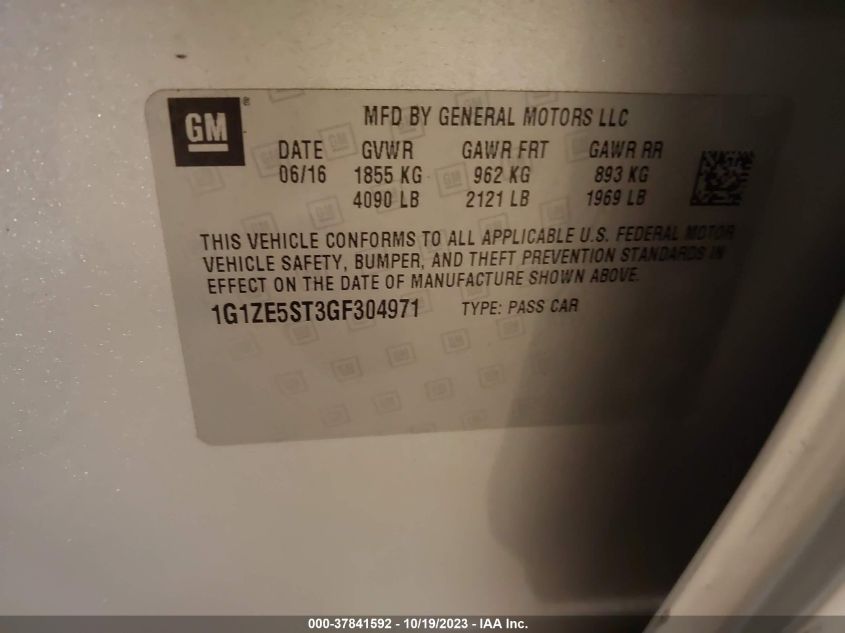 GM ®
MFD BY GENERAL MOTORS LLC
DATE GVWR GAWR FRT GAWR RR
06/16 1855 KG 962 KG 893 KG
4090 LB 2121 LB 1969 LB
THIS VEHICLE CONFORMS TO ALL APPLICABLE U.S. FEDERAL MOTOR
VEHICLE SAFETY, BUMPER, AND THEFT PREVENTION STANDARDS IN
EFFECT ON THE DATE OF MANUFACTURE SHOWN ABOVE.
1G1ZE5ST3GF304971 TYPE: PASS CAR
000-37841592 - 10/19/2023 - IAA Inc.